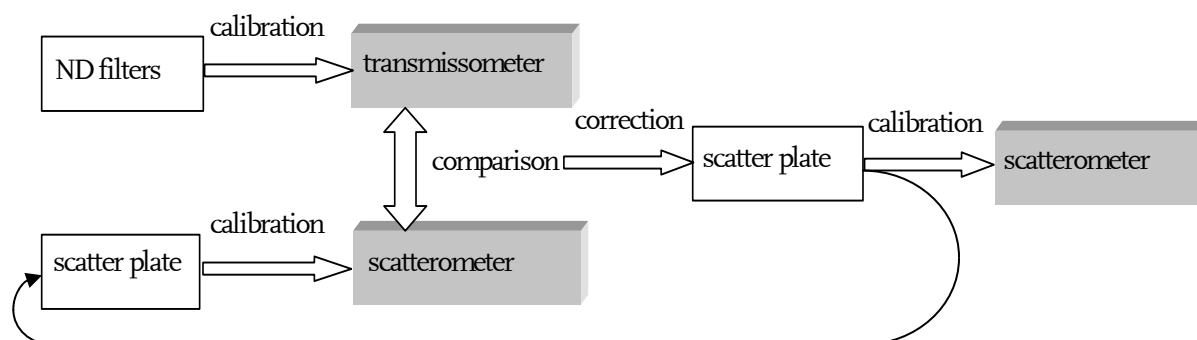 calibration
ND filters
transmissometer
correction
calibration
comparison
scatter plate
scatterometer
calibration
scatter plate
scatterometer